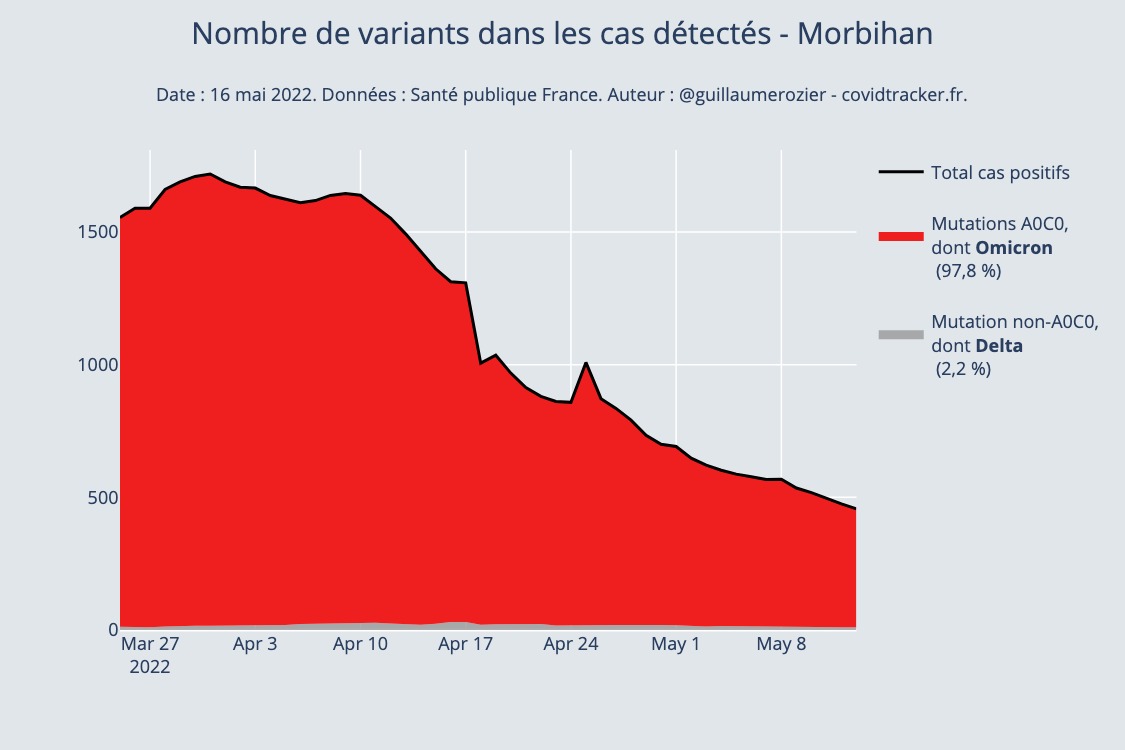 Nombre de variants dans les cas détectés - Morbihan
Date : 16 mai 2022. Données : Santé publique France. Auteur : @guillaumerozier - covidtracker.fr.
Total cas positifs
Mutations A0C0,
dont Omicron
(97,8 %)
Mutation non-A0C0,
dont Delta
(2,2 %)
1500
1000
500
0
Mar 27
2022
Apr 3
Apr 10
Apr 17
Apr 24
May 1
May 8